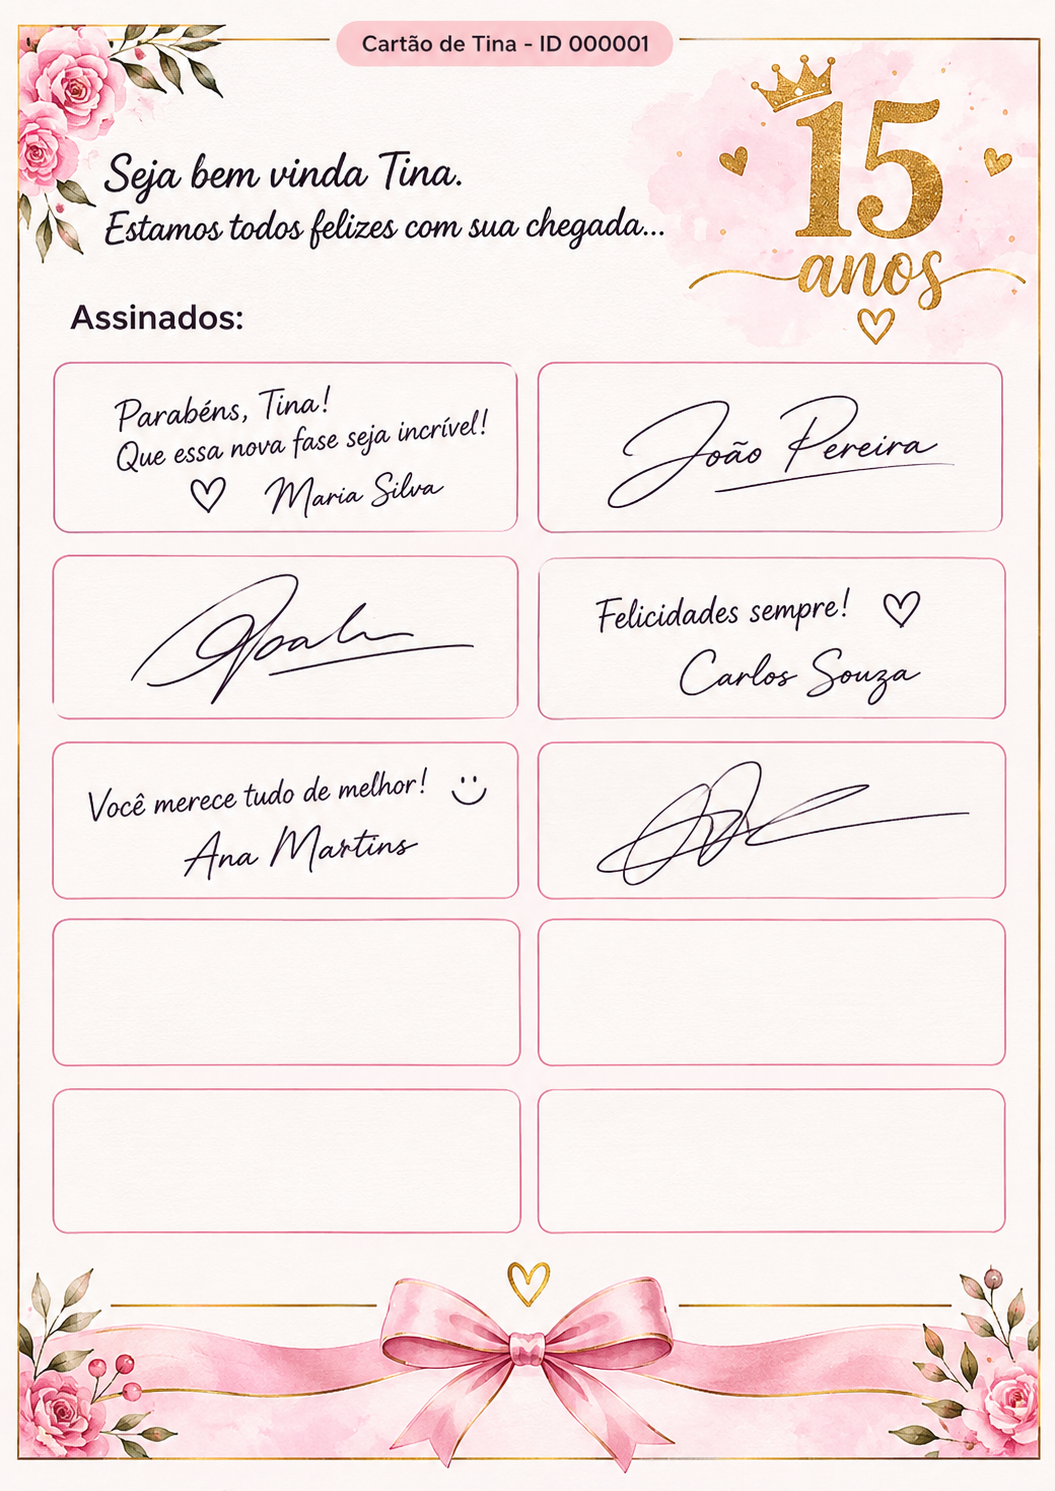 Cartão de Tina - ID 000001
15
anos
Seja bem vinda Tina.
Estamos todos felizes com sua chegada...
Assinados:
Parabéns, Tina!
Que essa nova fase seja incrível!
Maria Silva
João Pereira
Felicidades sempre!
Carlos Souza
Você merece tudo de melhor!
Ana Martins